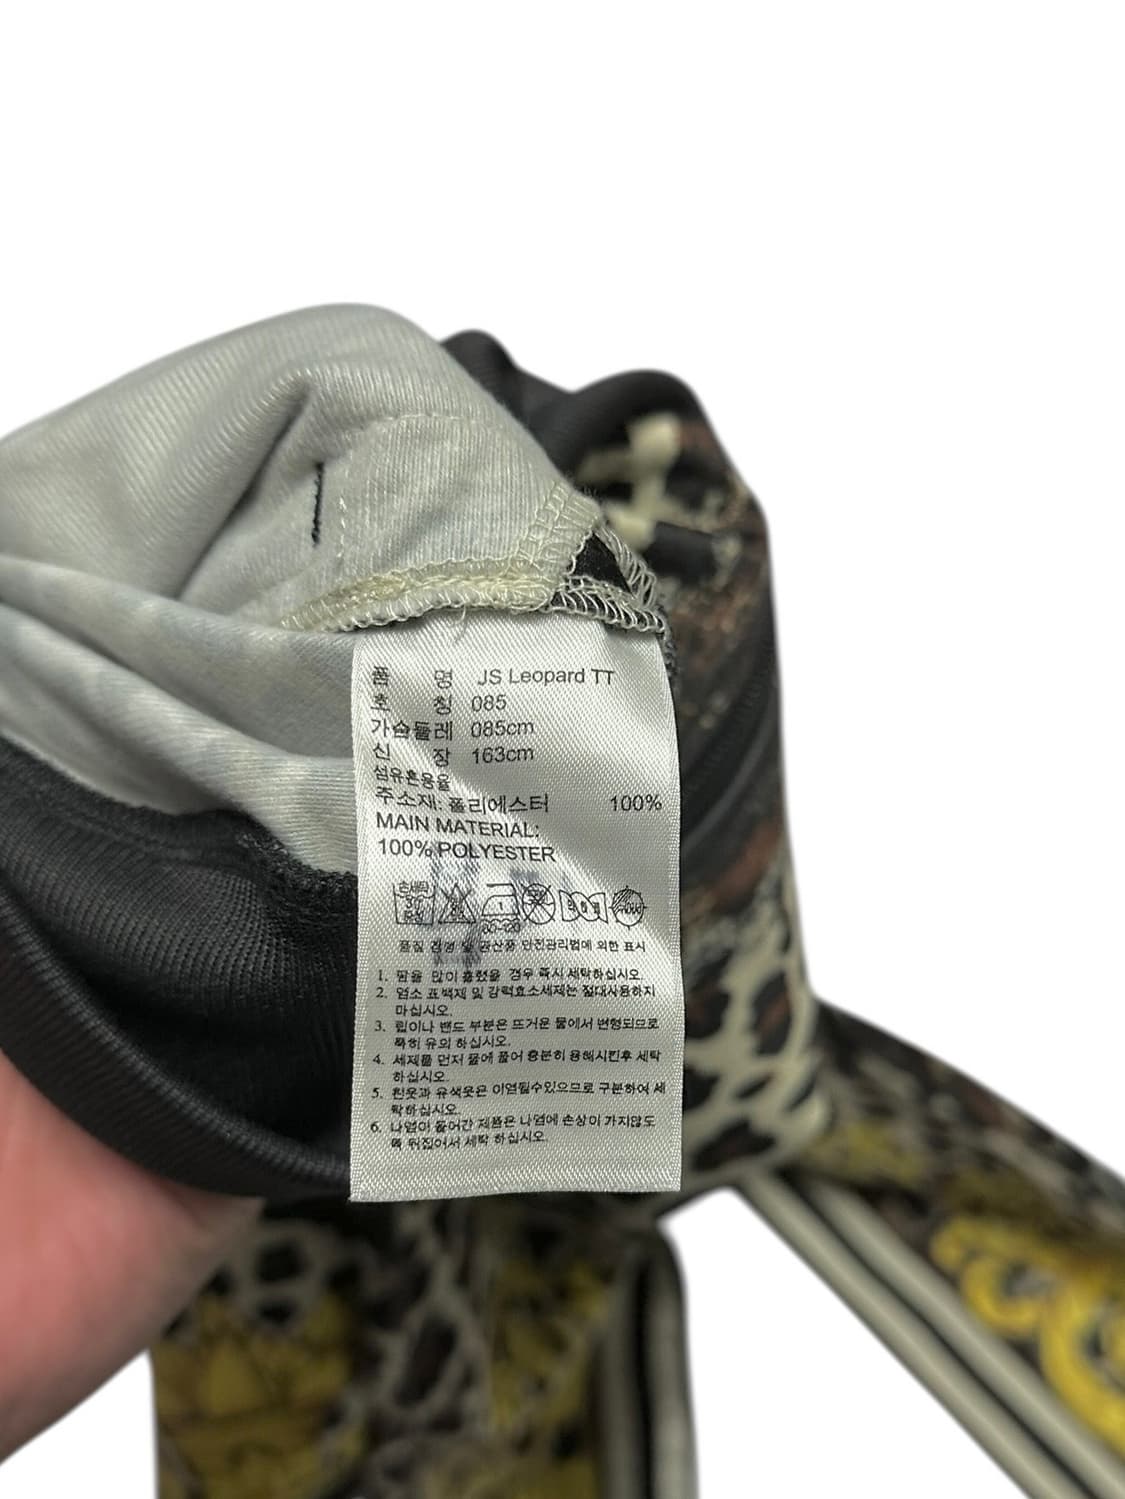 품 명 JS Leopard TT
호 칭 085
가슴둘레 085cm
신 장 163cm
섬유혼용율
주소재: 폴리에스터 100%
MAIN MATERIAL:
100% POLYESTER
80-120
품질 경영 및 공산품 안전관리법에 의한 표시
1. 땀을 많이 흘렸을 경우 즉시 세탁하십시오.
2. 염소 표백제 및 강력효소세제는 절대사용하지
마십시오.
3. 립이나 밴드 부분은 뜨거운 물에서 변형되므로
특히 유의 하십시오.
4. 세제를 먼저 물에 풀어 충분히 용해시킨후 세탁
하십시오.
5. 흰옷과 유색옷은 이염될수있으므로 구분하여 세
탁하십시오.
6. 나염이 들어간 제품은 나염에 손상이 가지않도
록 뒤집어서 세탁 하십시오.